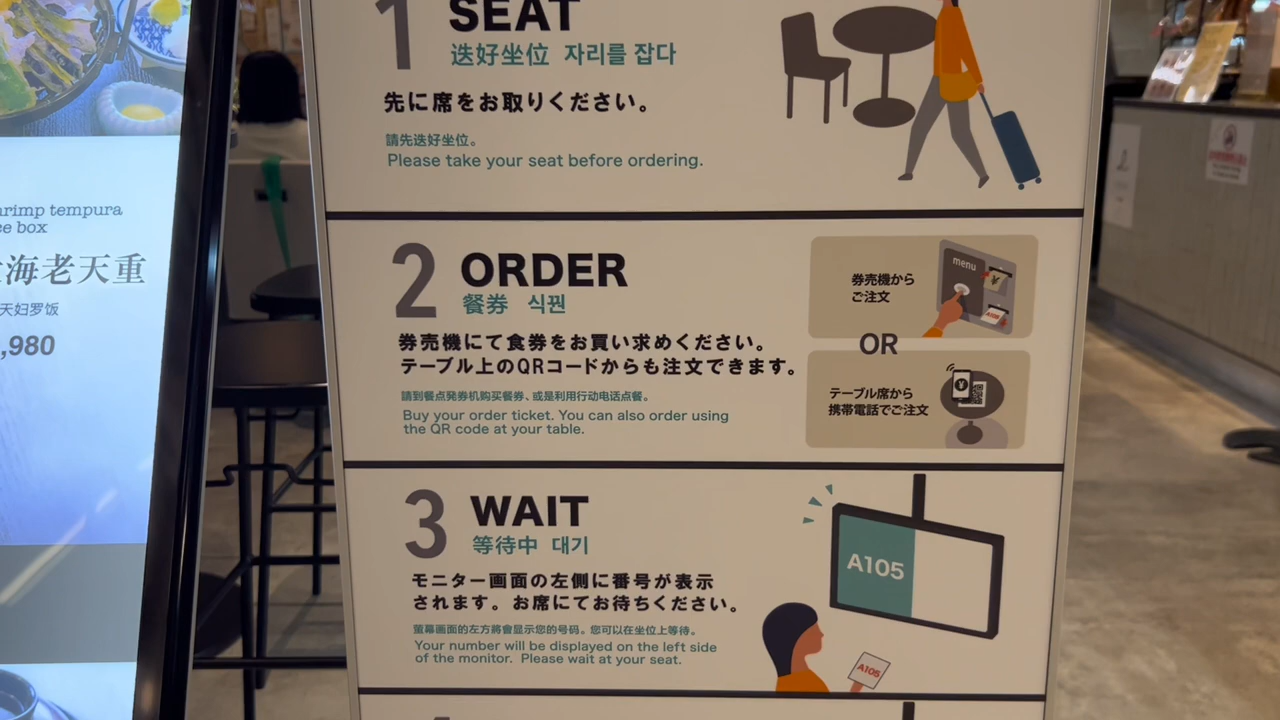 1 SEAT
迭好坐位 자리를 잡다
先に席をお取りください。
請先迭好坐位。
Please take your seat before ordering.
2 ORDER
餐券 식꿘
券売機にて食券をお買い求めください。
テーブル上のQRコードからも注文できます。
請到餐点発券机购买餐券、或是利用行动电话点餐。
Buy your order ticket. You can also order using
the QR code at your table.
menu
¥
A105
券売機から
ご注文
OR
¥
テーブル席から
携帯電話でご注文
3 WAIT
等待中 대기
モニター画面の左側に番号が表示
されます。お席にてお待ちください。
萤幕画面的左方將會显示您的号码。您可以在坐位上等待。
Your number will be displayed on the left side
of the monitor. Please wait at your seat.
A105
A105
rimp tempura
ce box
海老天重
天妇罗饭
,980